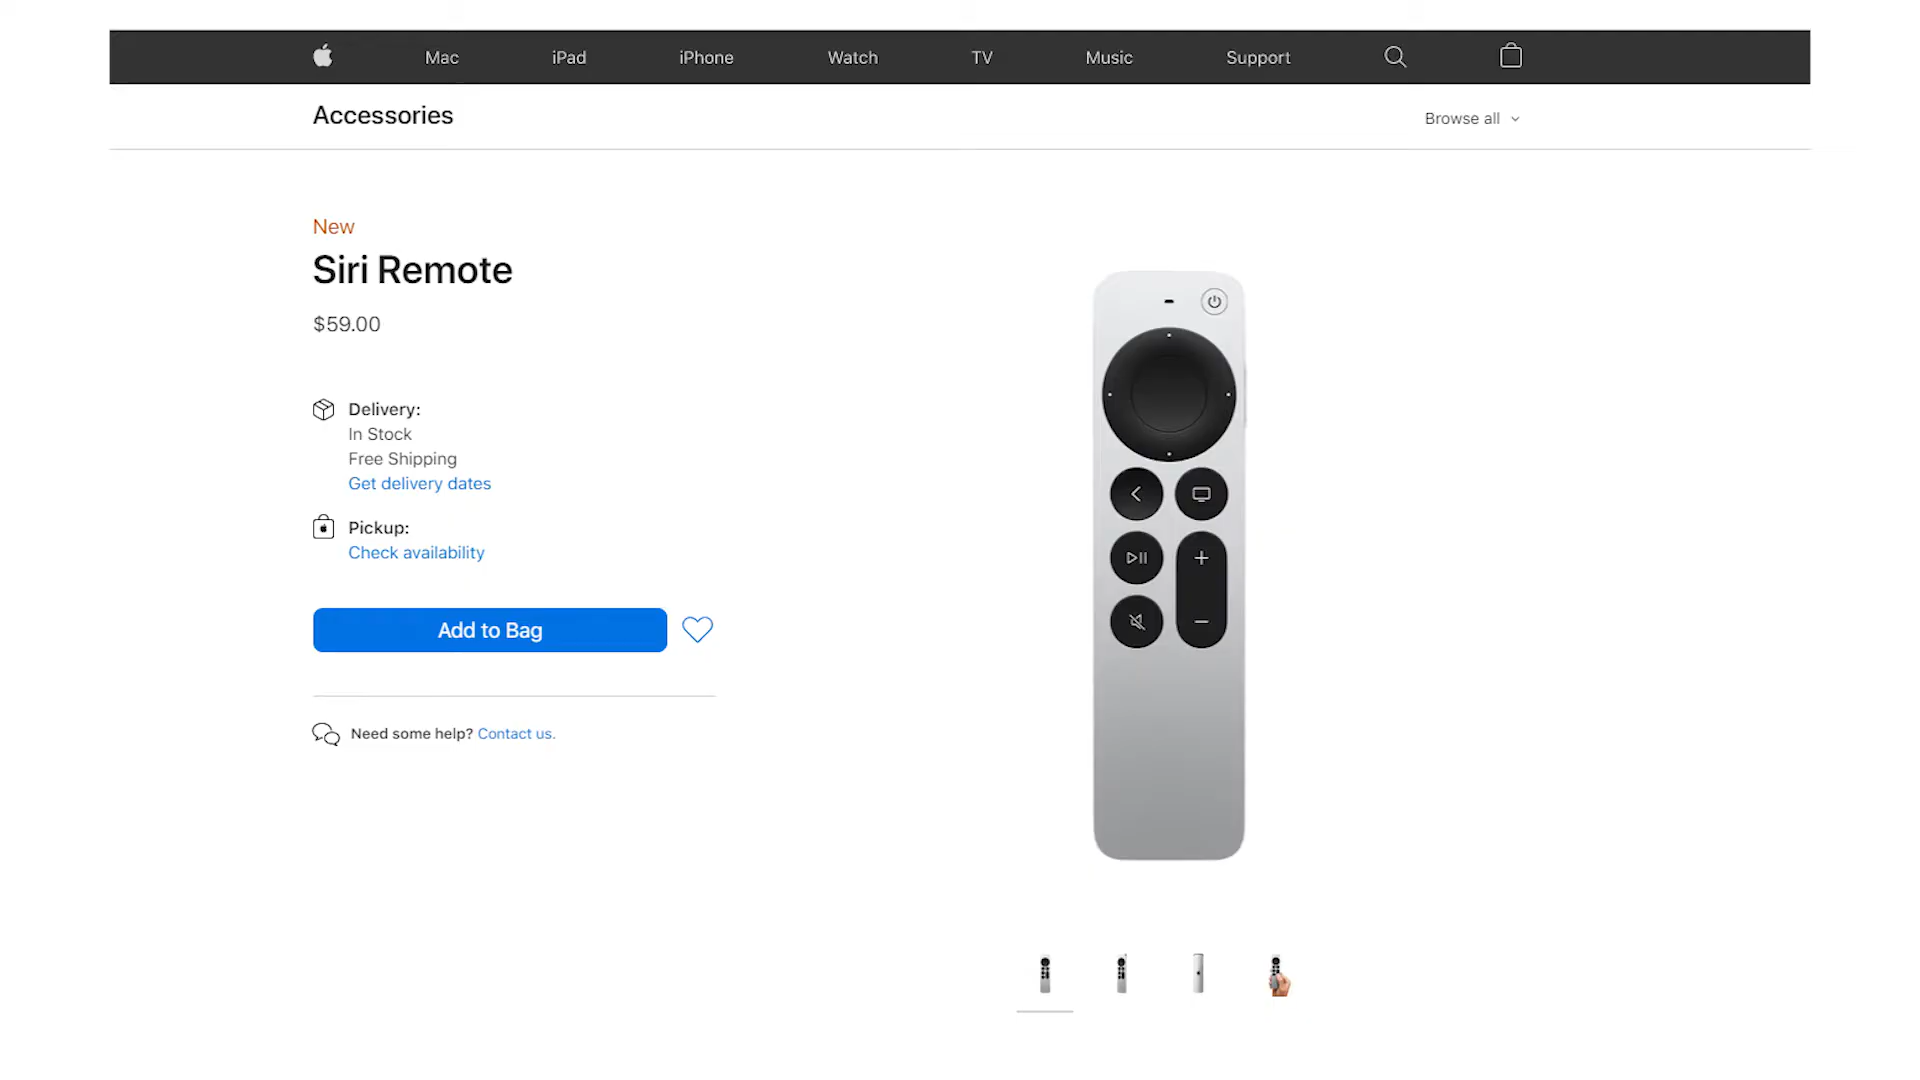 Mac iPad iPhone Watch TV Music Support
Accessories
Browse all
New
Siri Remote
$59.00
Delivery:
In Stock
Free Shipping
Get delivery dates
Pickup:
Check availability
Add to Bag
Need some help? Contact us.